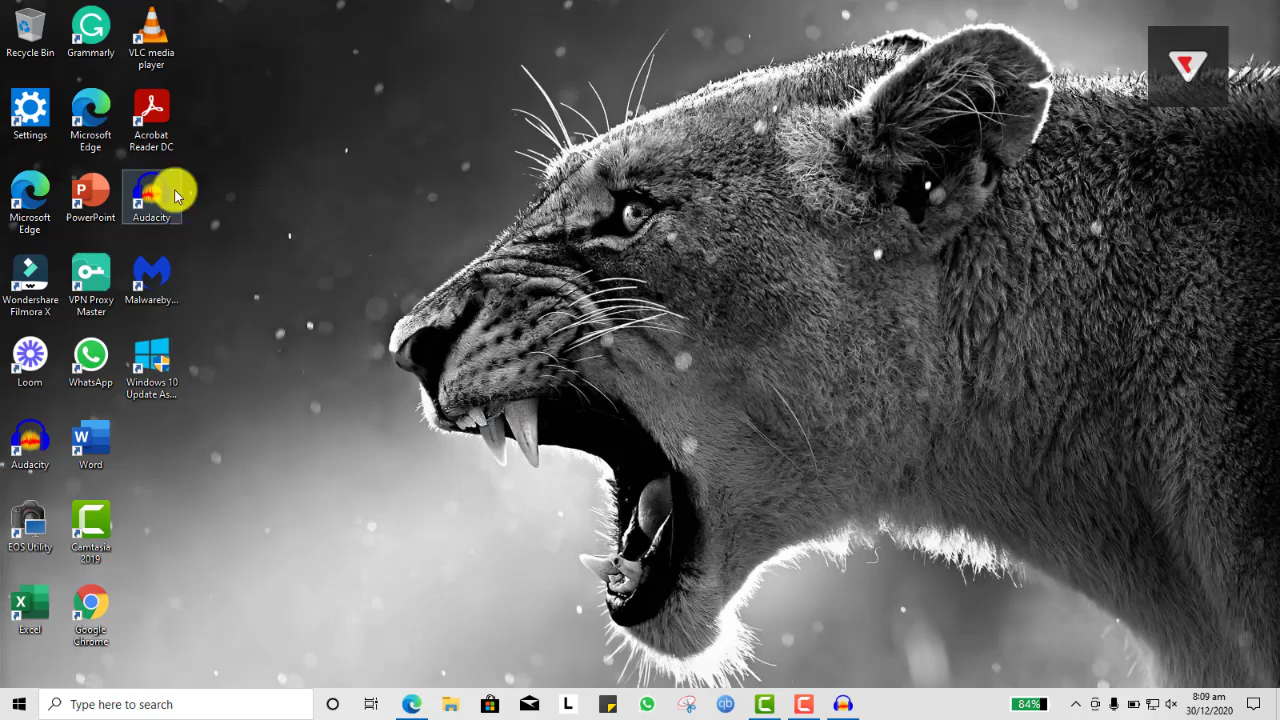 Recycle Bin
Grammarly
VLC media
player
Settings
Microsoft
Edge
Acrobat
Reader DC
Microsoft
Edge
PowerPoint
Audacity
Wondershare
Filmora X
VPN Proxy
Master
Malwareby...
Loom
WhatsApp
Windows 10
Update As...
Audacity
Word
EOS Utility
Camtasia
2019
Excel
Google
Chrome
Type here to search
L
qb
84%
8:09 am
30/12/2020